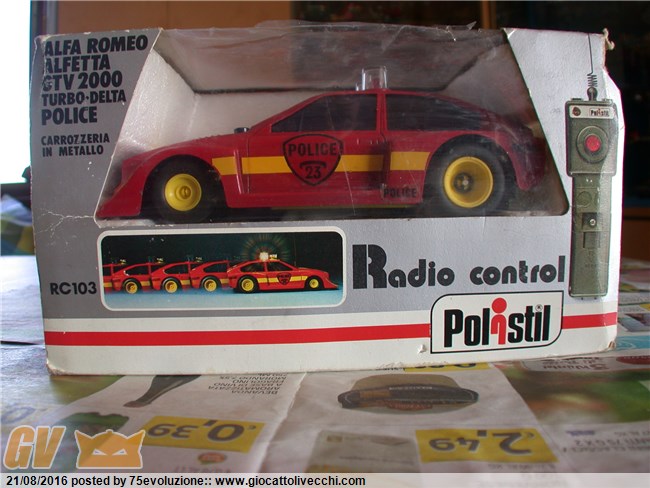 ALFA ROMEO
ALFETTA
GTV 2000
TURBO-DELTA
POLICE
CARROZZERIA
IN METALLO
POLICE
23
POLICE
Polistil
RC103
Radio control
Polistil
BEVANDA
0,39
2,49
GV
21/08/2016 posted by 75evoluzione:: www.giocattolivecchi.com